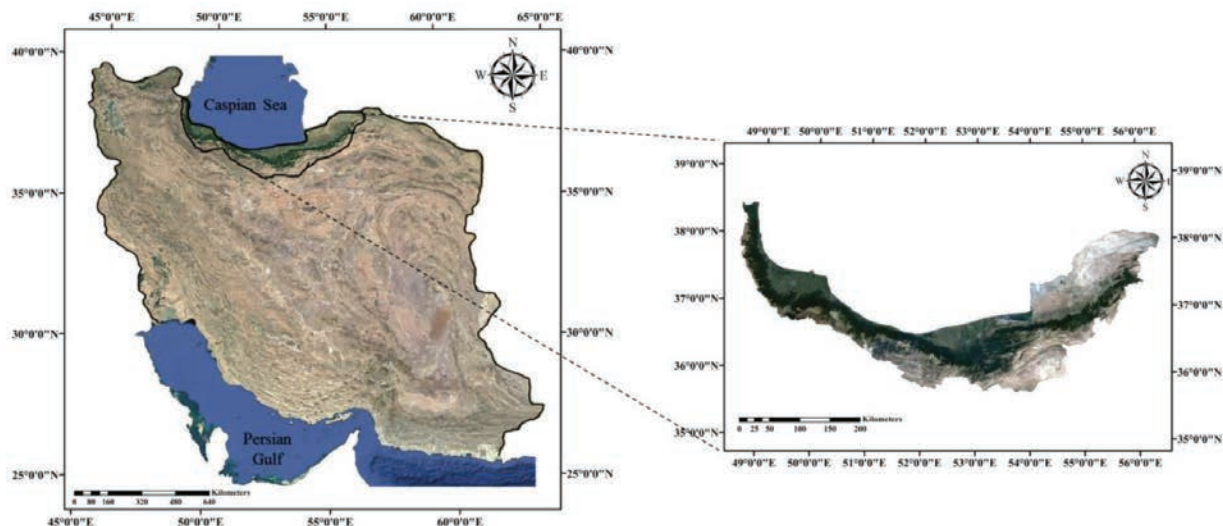 45°0'0"E 50°0'0"E 55°0'0"E 60°0'0"E 65°0'0"E
40°0'0"N
40°0'0"N
N
W E
S
Caspian Sea
35°0'0"N
35°0'0"N
30°0'0"N
30°0'0"N
Persian
Gulf
25°0'0"N
25°0'0"N
Kilometers
0 80 160 320 480 640
45°0'0"E 50°0'0"E 55°0'0"E 60°0'0"E
49°0'0"E 50°0'0"E 51°0'0"E 52°0'0"E 53°0'0"E 54°0'0"E 55°0'0"E 56°0'0"E
39°0'0"N
39°0'0"N
N
W
S
38°0'0"N
38°0'0"N
37°0'0"N
37°0'0"N
36°0'0"N
36°0'0"N
Kilometers
0 25 50 100 150 200
35°0'0"N
35°0'0"N
49°0'0"E 50°0'0"E 51°0'0"E 52°0'0"E 53°0'0"E 54°0'0"E 55°0'0"E 56°0'0"E